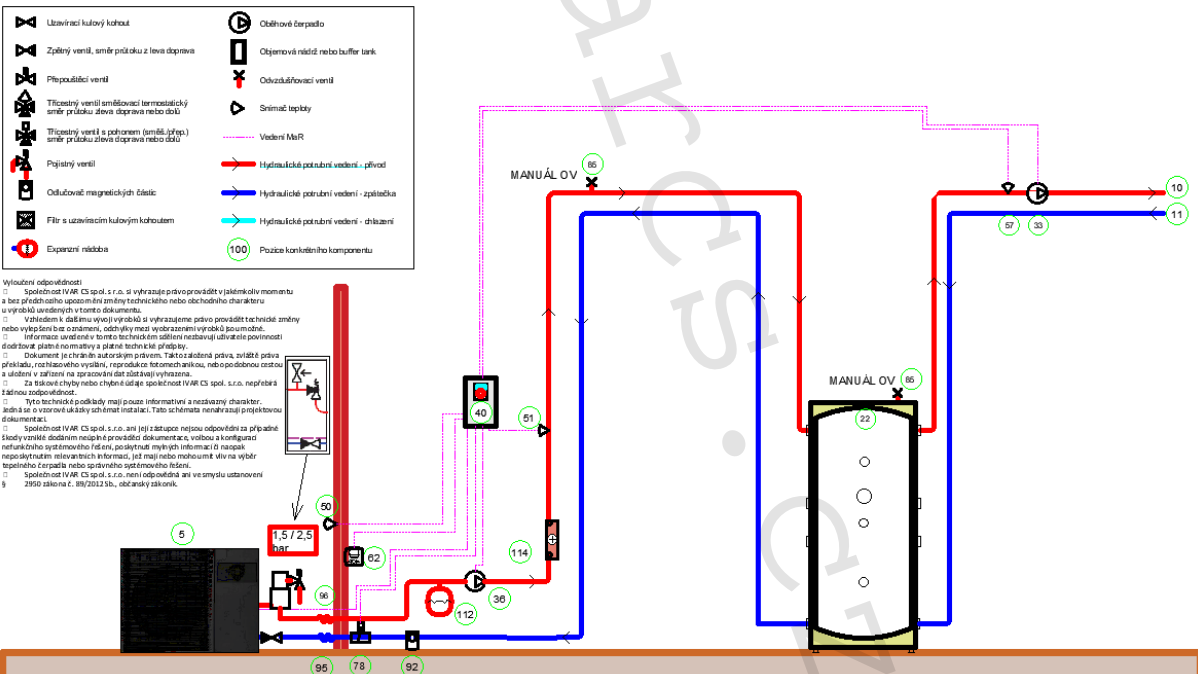 Uzavírací kulový kohout
Zpětný ventil, směr průtoku z leva doprava
Přepouštěcí ventil
Třícestný ventil směšovací termostatický
směr průtoku zleva doprava nebo dolů
Třícestný ventil s pohonem (směš./přep.)
směr průtoku zleva doprava nebo dolů
Pojistný ventil
Odlučovač magnetických částic
Filtr s uzavíracím kulovým kohoutem
Expanzní nádoba
Oběhové čerpadlo
Objemová nádrž nebo buffer tank
Odvzdušňovací ventil
Snímač teploty
Vedení MaR
Hydraulické potrubní vedení - přívod
Hydraulické potrubní vedení - zpátečka
Hydraulické potrubní vedení - chlazení
100 Pozice konkrétního komponentu
Vyloučení odpovědnosti
Společnost IVAR CS spol. s r.o. si vyhrazuje právo provádět v jakémkoliv momentu
a bez předchozího upozornění změny technického nebo obchodního charakteru
u výrobků uvedených v tomto dokumentu.
Vzhledem k dalšímu vývoji výrobků si vyhrazujeme právo provádět technické změny
nebo vylepšení bez oznámení, odchylky mezi vyobrazeními výrobků jsou možné.
Informace uvedené v tomto technickém sdělení nezbavují uživatele povinnosti
dodržovat platné normativy a platné technické předpisy.
Dokument je chráněn autorským právem. Takto založená práva, zvláště práva
překladu, rozhlasového vysílání, reprodukce fotomechanikou, nebo podobnou cestou
a uložení v zařízení na zpracování dat zůstávají vyhrazena.
Za tiskové chyby nebo chybné údaje společnost IVAR CS spol. s r.o. nepřebírá
žádnou zodpovědnost.
Tyto technické podklady mají pouze informativní a nezávazný charakter.
Jedná se o vzorové ukázky schémat instalací. Tato schémata nenahrazují projektovou
dokumentaci.
Společnost IVAR CS spol. s.r.o. ani její zástupce nejsou odpovědni za případné
škody vzniklé dodáním neúplné prováděcí dokumentace, volbou a konfigurací
nefunkčního systémového řešení, poskytnutí mylných informací či naopak
neposkytnutím relevantních informací, jež mají nebo mohou mít vliv na výběr
tepelného čerpadla nebo správného systémového řešení.
Společnost IVAR CS spol. s.r.o. není odpovědná ani ve smyslu ustanovení
§ 2950 zákona č. 89/2012 Sb., občanský zákoník.
MANUÁL OV
65
10
11
57
33
MANUÁL OV
65
22
40
51
50
1,5 / 2,5
bar
5
62
114
96
36
112
95
78
92
arcs.cz